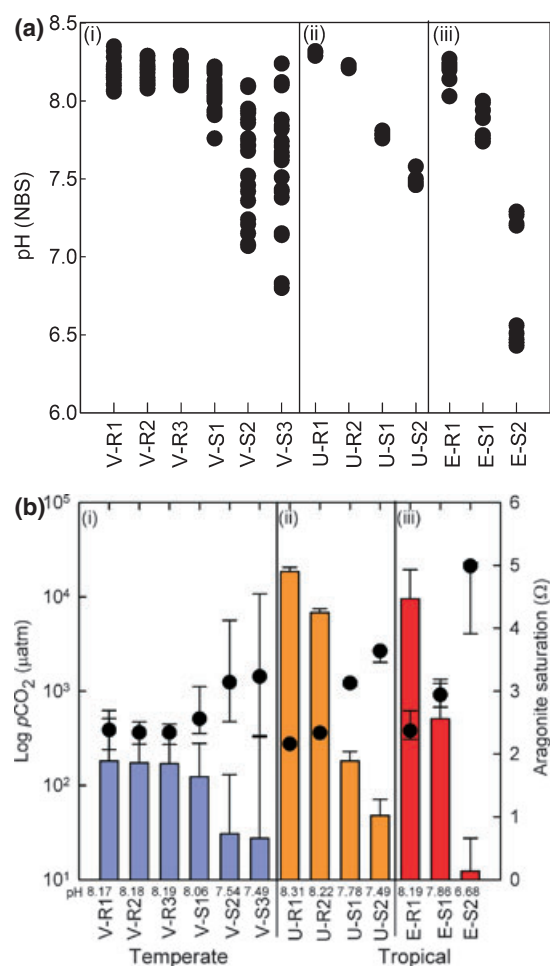 (a)
(i) (ii) (iii)
8.5
8.0
7.5
7.0
6.5
6.0
pH (NBS)
V-R1 V-R2 V-R3 V-S1 V-S2 V-S3 U-R1 U-R2 U-S1 U-S2 E-R1 E-S1 E-S2
(b)
(i) (ii) (iii)
10⁵
10⁴
10³
10²
10¹
Log pCO₂ (µatm)
6
5
4
3
2
1
0
Aragonite saturation (Ω)
pH 8.17 8.18 8.19 8.06 7.54 7.49 8.31 8.22 7.78 7.49 8.19 7.86 6.68
V-R1 V-R2 V-R3 V-S1 V-S2 V-S3 U-R1 U-R2 U-S1 U-S2 E-R1 E-S1 E-S2
Temperate Tropical